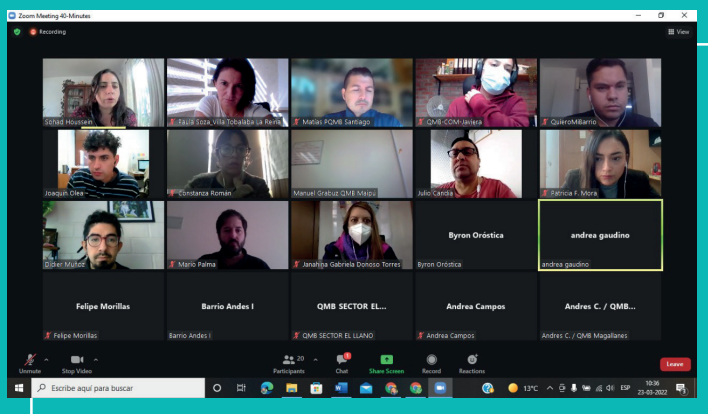 Zoom Meeting 40-Minutes
Recording
View
Sohad Houssein
Paula Soza_Villa Tobalaba La Reina
Matías PQMB Santiago
QMB-COM-Javiera
QuieroMiBarrio
Joaquin Olea
Constanza Román
Manuel Grabuz QMB Maipu
Julio Candia
Patricia F. Mora
Didier Muñoz
Mario Palma
Janahina Gabriela Donoso Torres
Byron Oróstica
Byron Oróstica
andrea gaudino
andrea gaudino
Felipe Morillas
Barrio Andes I
QMB SECTOR EL...
Andrea Campos
Andres C. / QMB...
Felipe Morillas
Barrio Andes I
QMB SECTOR EL LLANO
Andrea Campos
Andres C. / QMB Magallanes
20
Unmute
Stop Video
Participants
Chat
Share Screen
Record
Reactions
Leave
Escribe aquí para buscar
13°C
ESP
10:36
23-03-2022